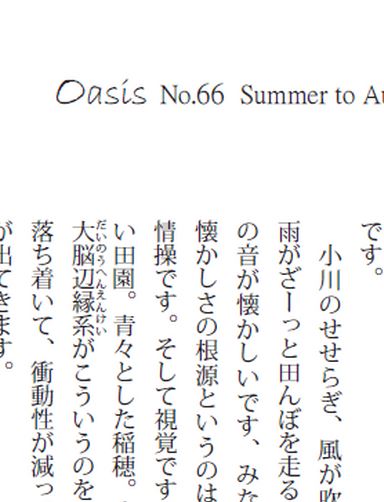 Oasis No.66 Summer to Au
です。
小川のせせらぎ、風が吹
雨がざーっと田んぼを走る
の音が懐かしいです、みた
懐かしさの根源というのは
情操です。そして視覚です
い田園。青々とした稲穂。
大脳辺縁系がこういうのを
だいのうへんえんけい
落ち着いて、衝動性が減っ
が出てきます。